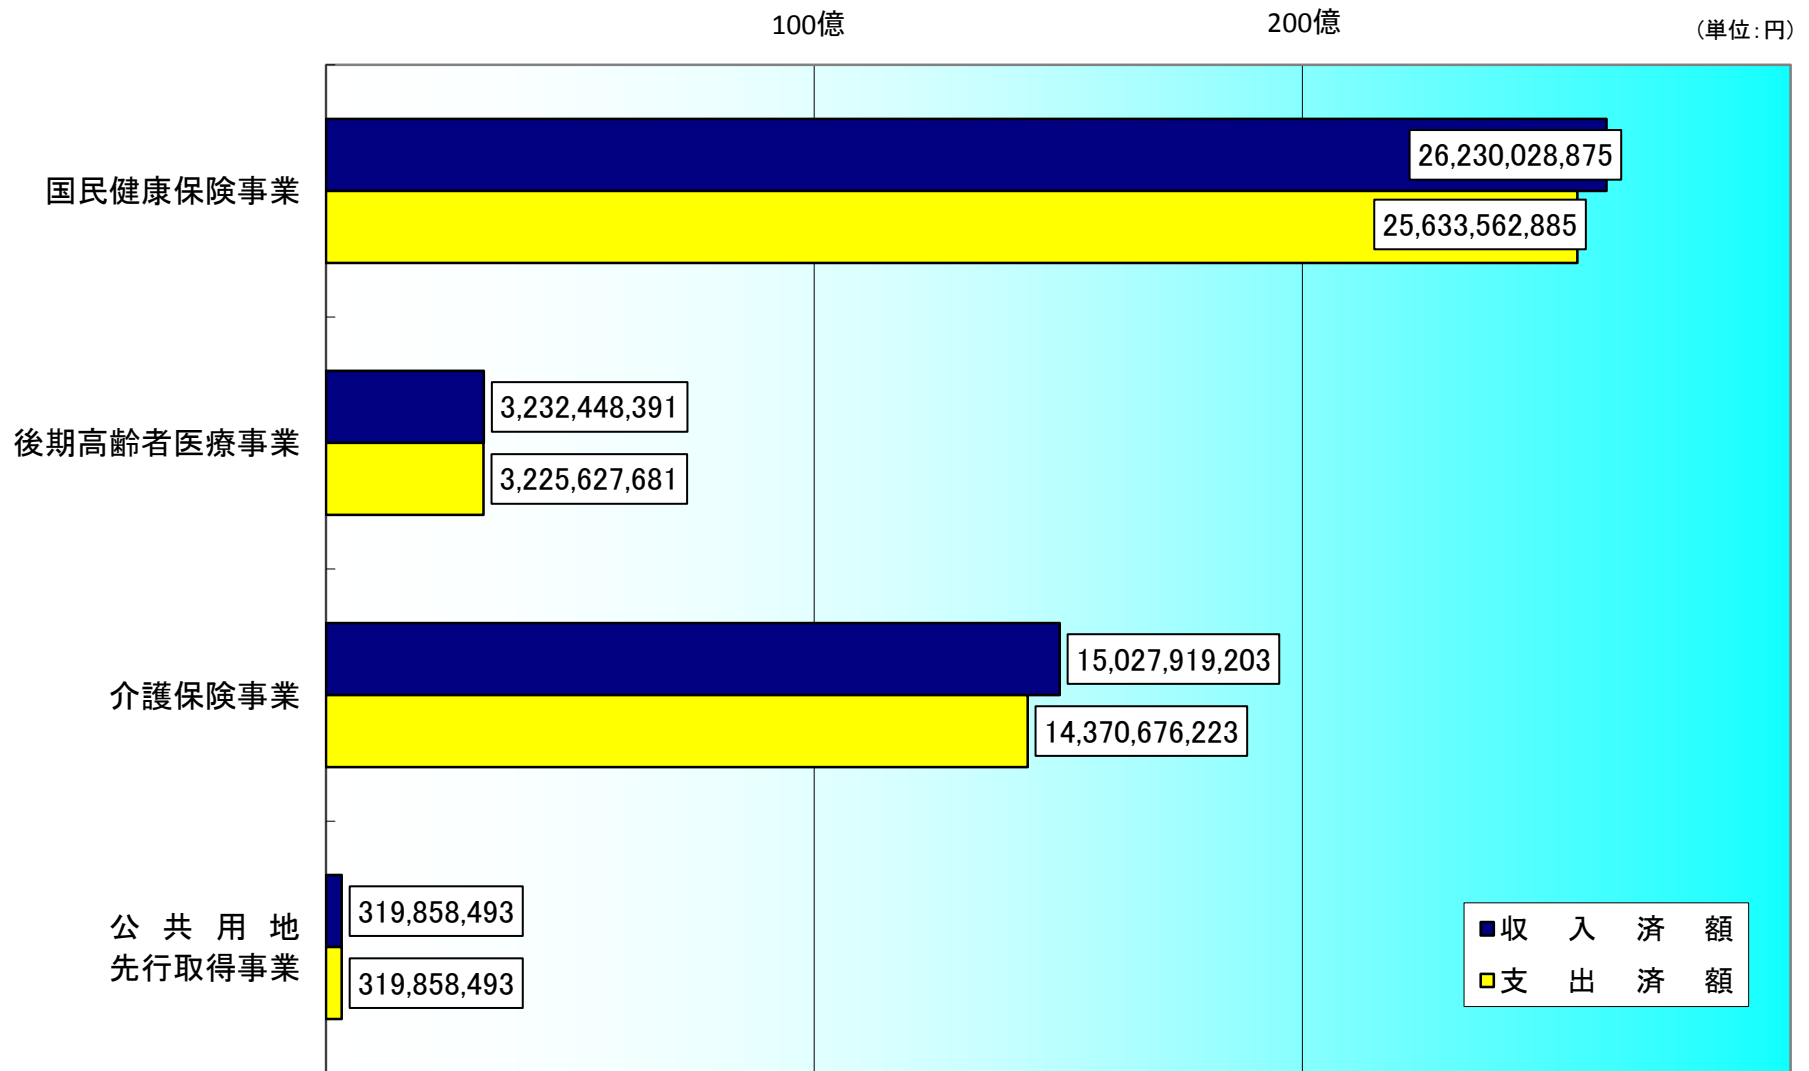 100億
200億
(単位:円)
国民健康保険事業
26,230,028,875
25,633,562,885
後期高齢者医療事業
3,232,448,391
3,225,627,681
介護保険事業
15,027,919,203
14,370,676,223
公共用地
先行取得事業
319,858,493
319,858,493
収入済額
支出済額